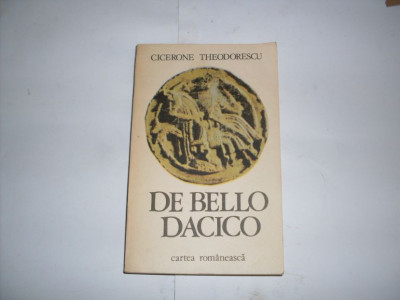 CICERONE THEODORESCU
DE BELLO
DACICO
cartea românească